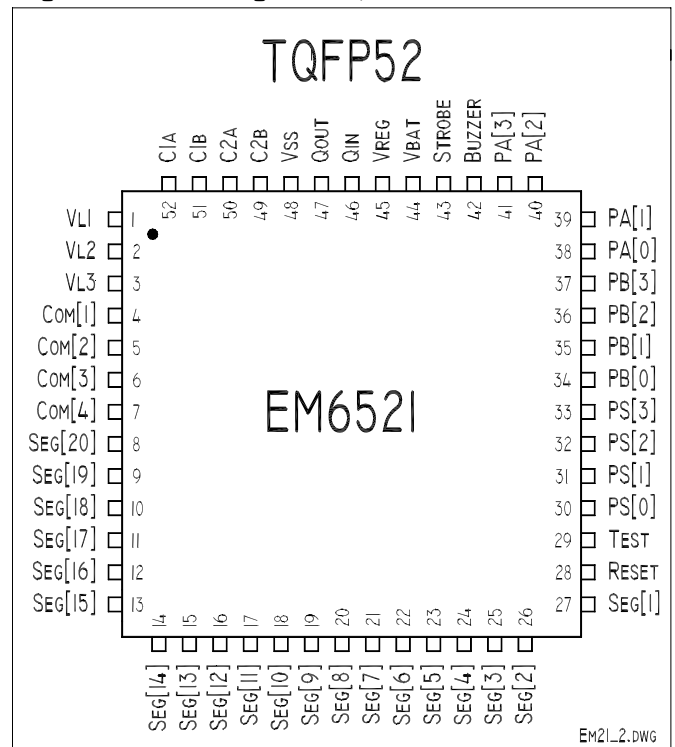 TQFP52
C1A C1B C2A C2B VSS QOUT QIN VREG VBAT STROBE BUZZER PA[3] PA[2]
52 51 50 49 48 47 46 45 44 43 42 41 40
VL1 1
VL2 2
VL3 3
COM[1] 4
COM[2] 5
COM[3] 6
COM[4] 7
SEG[20] 8
SEG[19] 9
SEG[18] 10
SEG[17] 11
SEG[16] 12
SEG[15] 13
EM6521
39 PA[1]
38 PA[0]
37 PB[3]
36 PB[2]
35 PB[1]
34 PB[0]
33 PS[3]
32 PS[2]
31 PS[1]
30 PS[0]
29 TEST
28 RESET
27 SEG[1]
14 15 16 17 18 19 20 21 22 23 24 25 26
SEG[14] SEG[13] SEG[12] SEG[11] SEG[10] SEG[9] SEG[8] SEG[7] SEG[6] SEG[5] SEG[4] SEG[3] SEG[2]
EM21_2.DWG